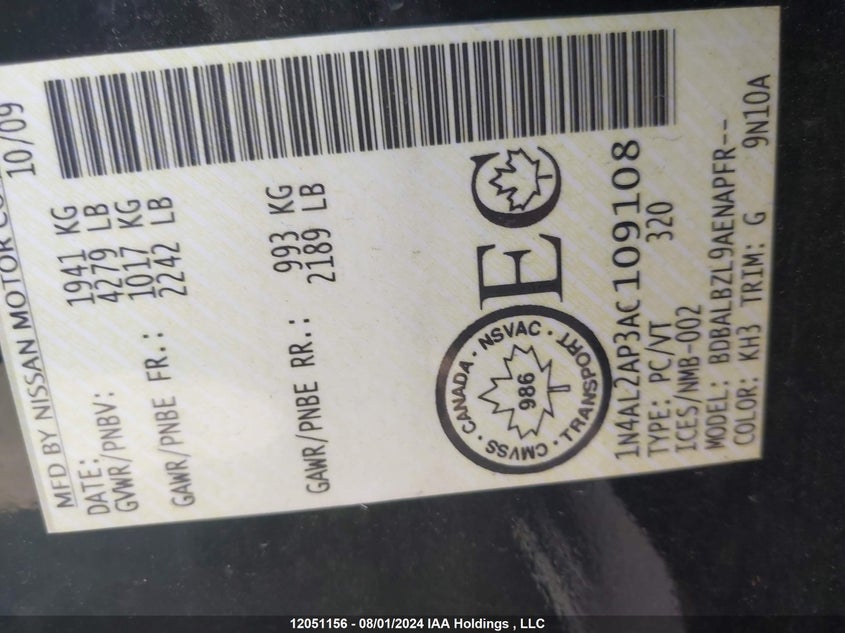 MFD BY NISSAN MOTOR CO
DATE: 10/09
GVWR/PNBV: 1941 KG
4279 LB
GAWR/PNBE FR.: 1017 KG
2242 LB
GAWR/PNBE RR.: 993 KG
2189 LB
CANADA · NSVAC · TRANSPORT · CMVSS ·
986
EC
1N4AL2AP3AC109108
TYPE: PC/VT 320
ICES/NMB-002
MODEL: BDBALBZL9AENAPFR--
COLOR: KH3 TRIM: G 9N10A
12051156 - 08/01/2024 IAA Holdings , LLC